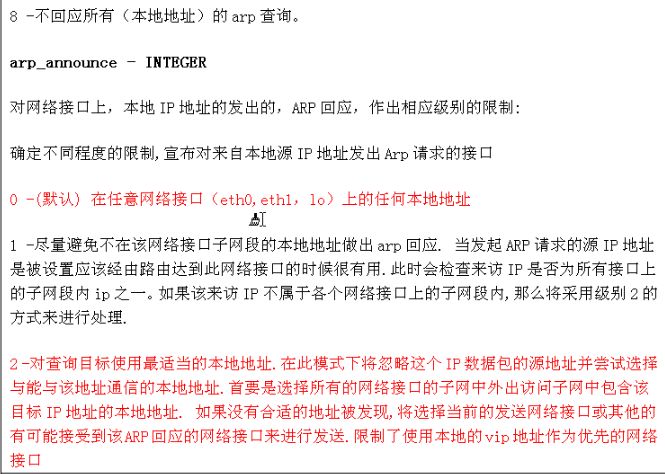 8 -不回应所有（本地地址）的 arp 查询。
arp_announce - INTEGER
对网络接口上，本地 IP 地址的发出的，ARP 回应，作出相应级别的限制:
确定不同程度的限制,宣布对来自本地源 IP 地址发出 Arp 请求的接口
0 -(默认) 在任意网络接口（eth0,eth1，lo）上的任何本地地址
1 -尽量避免不在该网络接口子网段的本地地址做出 arp 回应. 当发起 ARP 请求的源 IP 地址
是被设置应该经由路由达到此网络接口的时候很有用.此时会检查来访 IP 是否为所有接口上
的子网段内 ip 之一。如果该来访 IP 不属于各个网络接口上的子网段内,那么将采用级别 2 的
方式来进行处理.
2 -对查询目标使用最适当的本地地址.在此模式下将忽略这个 IP 数据包的源地址并尝试选择
与能与该地址通信的本地地址.首要是选择所有的网络接口的子网中外出访问子网中包含该
目标 IP 地址的本地地址. 如果没有合适的地址被发现,将选择当前的发送网络接口或其他的
有可能接受到该 ARP 回应的网络接口来进行发送.限制了使用本地的 vip 地址作为优先的网络
接口